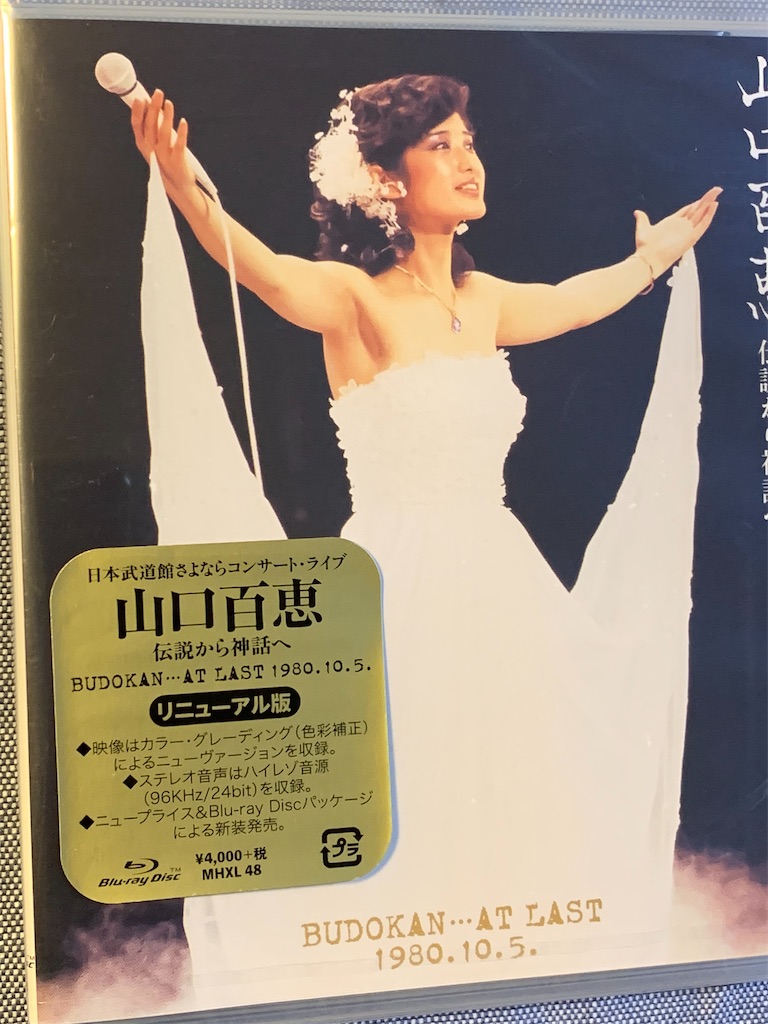 山口百恵
伝説から神話へ
日本武道館さよならコンサート・ライブ
山口百恵
伝説から神話へ
BUDOKAN…AT LAST 1980.10.5.
リニューアル版
◆映像はカラー・グレーディング(色彩補正)
によるニューヴァージョンを収録。
◆ステレオ音声はハイレゾ音源
(96KHz/24bit)を収録。
◆ニュープライス&Blu-ray Discパッケージ
による新装発売。
Blu-ray Disc TM
¥4,000+税
MHXL 48
プラ
BUDOKAN…AT LAST
1980.10.5.